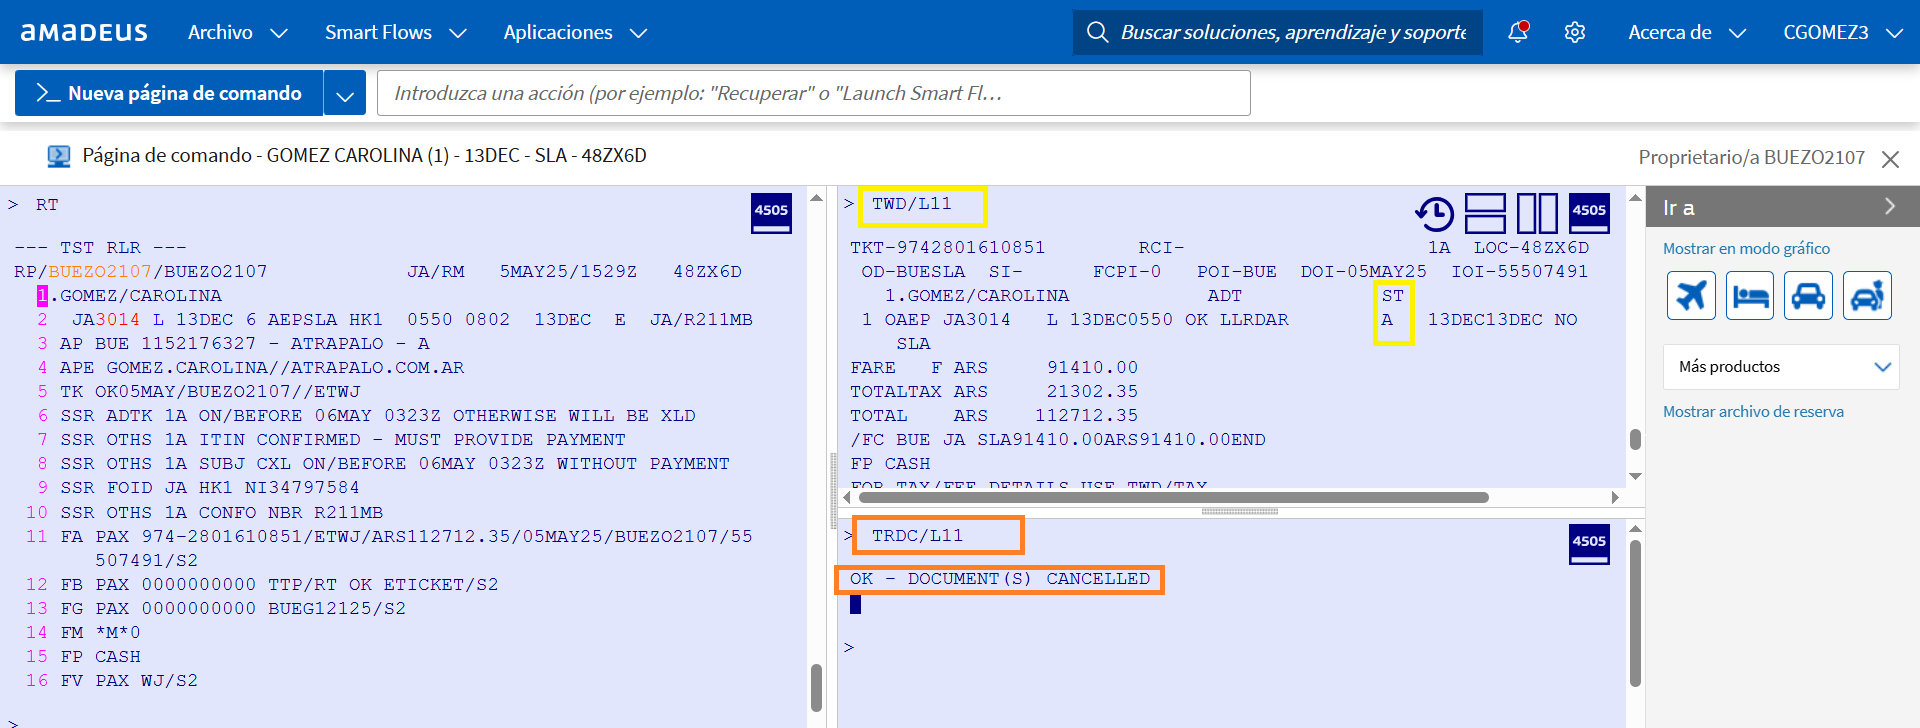 amadeus Archivo Smart Flows Aplicaciones Buscar soluciones, aprendizaje y soporte Acerca de CGOMEZ3
>_ Nueva página de comando Introduzca una acción (por ejemplo: "Recuperar" o "Launch Smart Fl…
Página de comando - GOMEZ CAROLINA (1) - 13DEC - SLA - 48ZX6D Proprietario/a BUEZO2107
> RT
4505
--- TST RLR ---
RP/BUEZO2107/BUEZO2107 JA/RM 5MAY25/1529Z 48ZX6D
1.GOMEZ/CAROLINA
2 JA3014 L 13DEC 6 AEPSLA HK1 0550 0802 13DEC E JA/R211MB
3 AP BUE 1152176327 - ATRAPALO - A
4 APE GOMEZ.CAROLINA//ATRAPALO.COM.AR
5 TK OK05MAY/BUEZO2107//ETWJ
6 SSR ADTK 1A ON/BEFORE 06MAY 0323Z OTHERWISE WILL BE XLD
7 SSR OTHS 1A ITIN CONFIRMED - MUST PROVIDE PAYMENT
8 SSR OTHS 1A SUBJ CXL ON/BEFORE 06MAY 0323Z WITHOUT PAYMENT
9 SSR FOID JA HK1 NI34797584
10 SSR OTHS 1A CONFO NBR R211MB
11 FA PAX 974-2801610851/ETWJ/ARS112712.35/05MAY25/BUEZO2107/55
507491/S2
12 FB PAX 0000000000 TTP/RT OK ETICKET/S2
13 FG PAX 0000000000 BUEG12125/S2
14 FM *M*0
15 FP CASH
16 FV PAX WJ/S2
>
> TWD/L11
4505
TKT-9742801610851 RCI- 1A LOC-48ZX6D
OD-BUESLA SI- FCPI-0 POI-BUE DOI-05MAY25 IOI-55507491
1.GOMEZ/CAROLINA ADT ST
1 OAEP JA3014 L 13DEC0550 OK LLRDAR A 13DEC13DEC NO
SLA
FARE F ARS 91410.00
TOTALTAX ARS 21302.35
TOTAL ARS 112712.35
/FC BUE JA SLA91410.00ARS91410.00END
FP CASH
FOR TAX/FEE DETAILS USE TWD/TAX
> TRDC/L11
4505
OK - DOCUMENT(S) CANCELLED
>
Ir a
Mostrar en modo gráfico
Más productos
Mostrar archivo de reserva